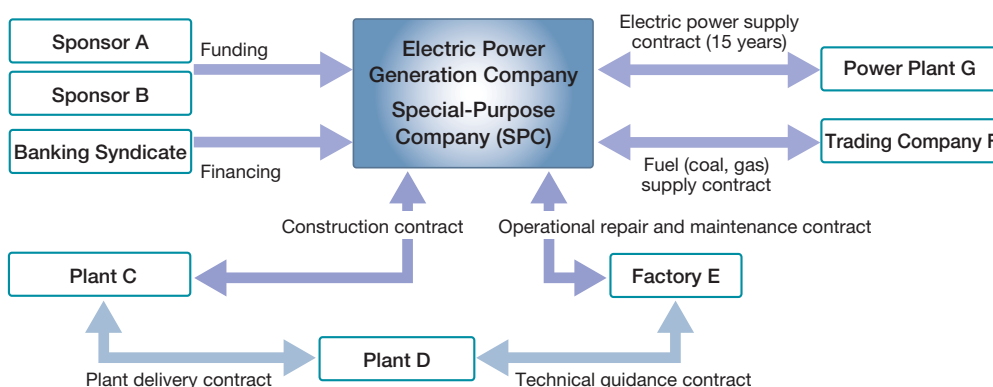 Sponsor A
Sponsor B
Banking Syndicate
Funding
Financing
Electric Power
Generation Company
Special-Purpose
Company (SPC)
Electric power supply
contract (15 years)
Power Plant G
Trading Company F
Fuel (coal, gas)
supply contract
Construction contract
Operational repair and maintenance contract
Plant C
Factory E
Plant D
Plant delivery contract
Technical guidance contract